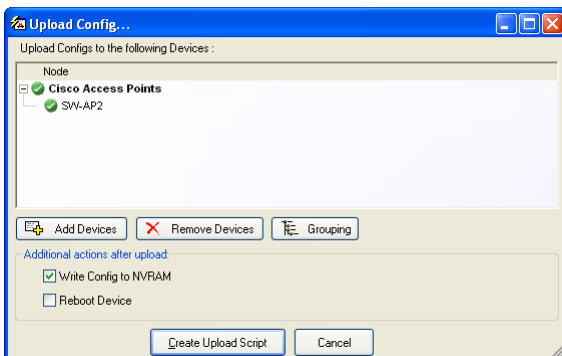 Upload Config...
Upload Configs to the following Devices :
Node
Cisco Access Points
SW-AP2
Add Devices Remove Devices Grouping
Additional actions after upload:
Write Config to NVRAM
Reboot Device
Create Upload Script Cancel